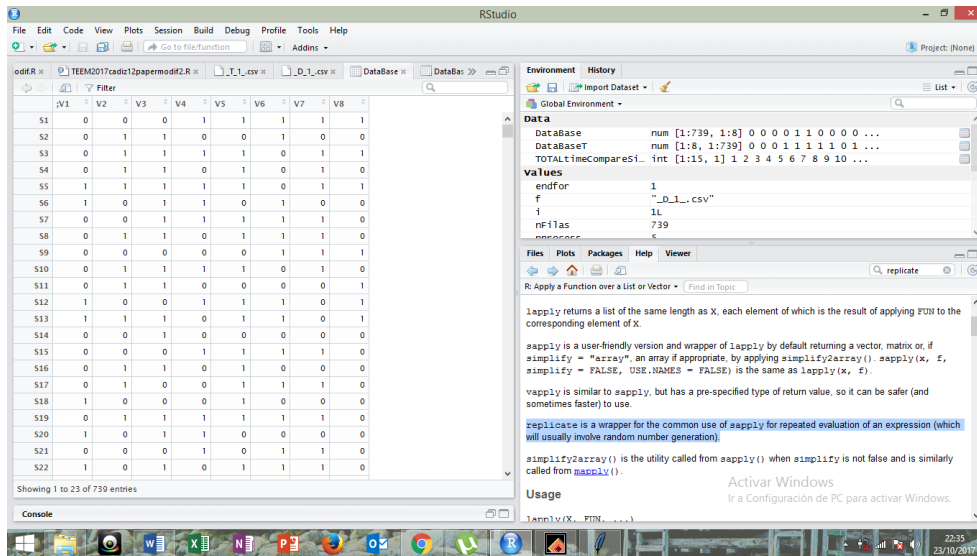 RStudio
File Edit Code View Plots Session Build Debug Profile Tools Help
Go to file/function Addins
Project: (None)
odif.R × TEEM2017cadiz12papermodif2.R × _T_1_.csv × _D_1_.csv × DataBase × DataBas
Filter
;V1 V2 V3 V4 V5 V6 V7 V8
S1 0 0 0 1 1 1 1 1
S2 0 1 1 0 0 1 0 0
S3 0 1 1 1 1 0 1 1
S4 0 1 1 0 1 0 1 0
S5 1 1 1 1 1 0 1 1
S6 1 0 1 1 0 1 0 0
S7 0 0 1 1 1 1 1 0
S8 0 1 1 0 1 1 1 0
S9 0 0 0 0 0 1 1 1
S10 0 1 1 1 1 0 1 0
S11 0 1 1 0 0 0 0 1
S12 1 0 0 1 1 1 0 1
S13 1 1 1 0 1 1 0 1
S14 0 0 1 0 0 0 0 0
S15 0 0 0 1 1 1 1 0
S16 0 1 1 0 1 0 0 0
S17 0 1 0 0 1 1 1 0
S18 1 0 0 0 1 0 0 0
S19 0 1 1 1 1 1 1 0
S20 1 0 1 1 0 0 0 0
S21 0 0 0 1 0 1 1 0
S22 1 0 1 0 1 1 1 0
Showing 1 to 23 of 739 entries
Console
Environment History
Import Dataset List
Global Environment
Data
DataBase num [1:739, 1:8] 0 0 0 0 1 1 0 0 0 0 ...
DataBaseT num [1:8, 1:739] 0 0 0 1 1 1 1 1 0 1 ...
TOTALtimeCompareSi… int [1:15, 1] 1 2 3 4 5 6 7 8 9 10 ...
Values
endfor 1
f "_D_1_.csv"
i 1L
nFilas 739
nprocess 5
Files Plots Packages Help Viewer
replicate
R: Apply a Function over a List or Vector Find in Topic
lapply returns a list of the same length as X, each element of which is the result of applying FUN to the
corresponding element of X.
sapply is a user-friendly version and wrapper of lapply by default returning a vector, matrix or, if
simplify = "array", an array if appropriate, by applying simplify2array(). sapply(x, f,
simplify = FALSE, USE.NAMES = FALSE) is the same as lapply(x, f).
vapply is similar to sapply, but has a pre-specified type of return value, so it can be safer (and
sometimes faster) to use.
replicate is a wrapper for the common use of sapply for repeated evaluation of an expression (which
will usually involve random number generation).
simplify2array() is the utility called from sapply() when simplify is not false and is similarly
called from mapply().
Usage
lapply(X, FUN, ...)
Activar Windows
Ir a Configuración de PC para activar Windows.
22:35
23/10/2017